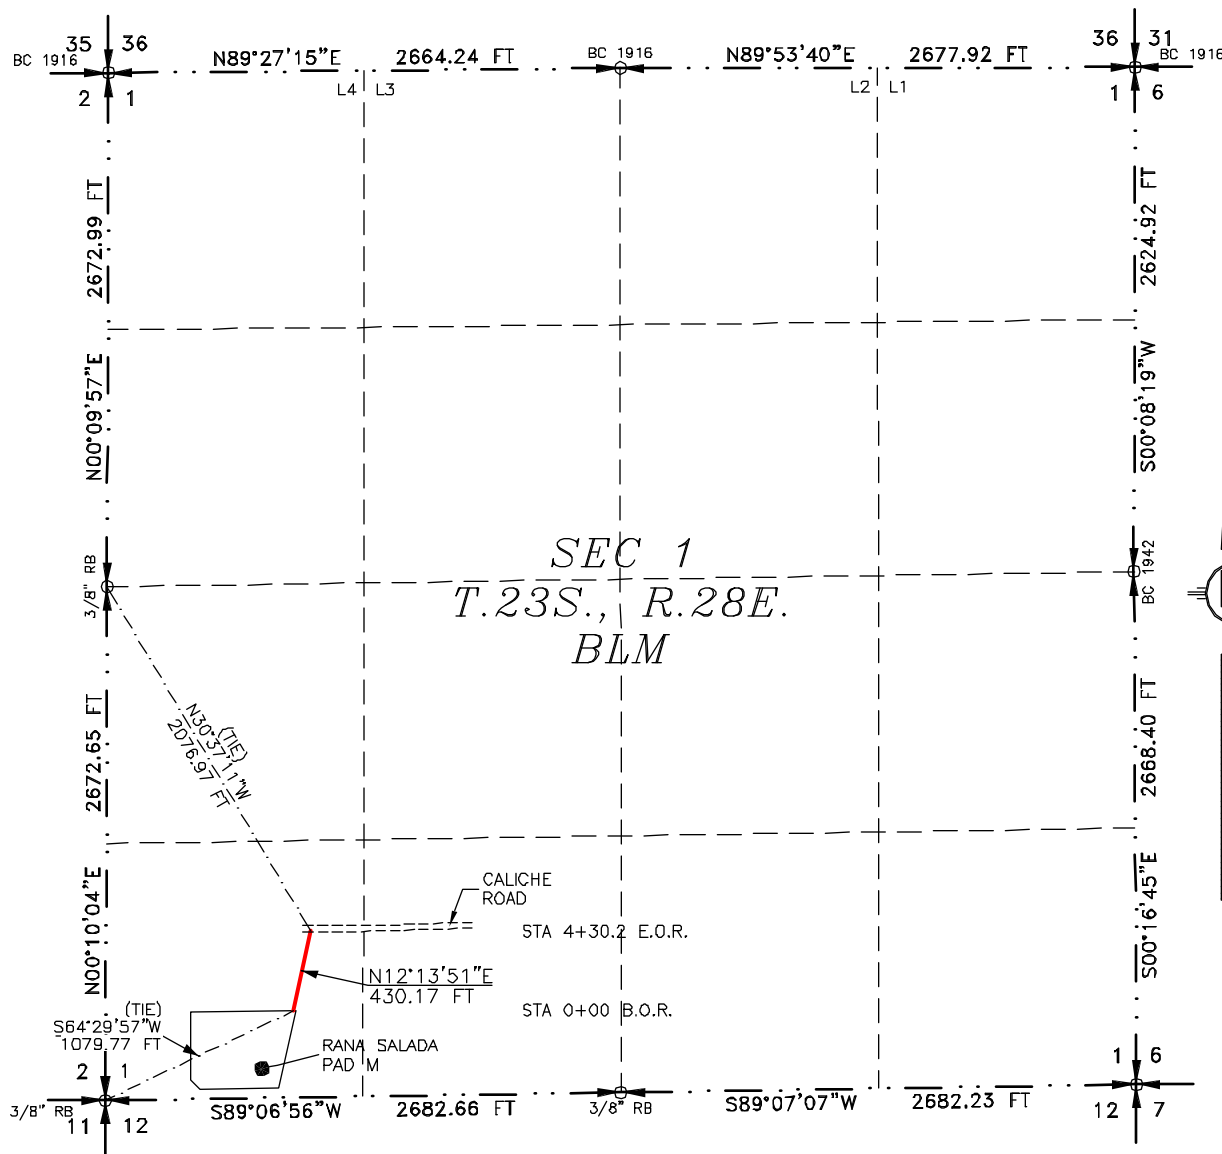 35 36
BC 1916
N89°27'15"E 2664.24 FT
BC 1916
N89°53'40"E 2677.92 FT
36 31
BC 1916
2 1
L4 L3
L2 L1
1 6
2672.99 FT
N00°09'57"E
2624.92 FT
S00°08'19"W
3/8" RB
BC 1942
SEC 1
T.23S., R.28E.
BLM
(TIE)
N30°37'11"W
2076.97 FT
2672.65 FT
N00°10'04"E
2668.40 FT
S00°16'45"E
CALICHE
ROAD
STA 4+30.2 E.O.R.
N12°13'51"E
430.17 FT
STA 0+00 B.O.R.
(TIE)
S64°29'57"W
1079.77 FT
RANA SALADA
PAD M
2 1
1 6
3/8" RB
S89°06'56"W 2682.66 FT
3/8" RB
S89°07'07"W 2682.23 FT
11 12
12 7